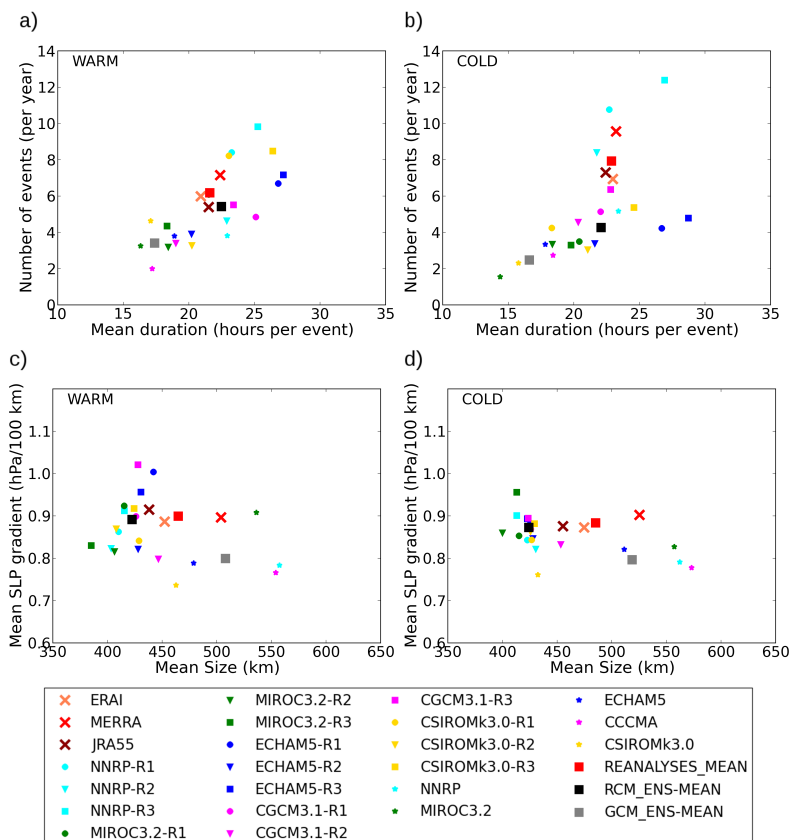 a)
b)
WARM
COLD
Number of events (per year)
14
12
10
8
6
4
2
0
10
15
20
25
30
35
Mean duration (hours per event)
Number of events (per year)
14
12
10
8
6
4
2
0
10
15
20
25
30
35
Mean duration (hours per event)
c)
d)
WARM
COLD
Mean SLP gradient (hPa/100 km)
1.1
1.0
0.9
0.8
0.7
0.6
350
400
450
500
550
600
650
Mean Size (km)
Mean SLP gradient (hPa/100 km)
1.1
1.0
0.9
0.8
0.7
0.6
350
400
450
500
550
600
650
Mean Size (km)
ERAI
MERRA
JRA55
NNRP-R1
NNRP-R2
NNRP-R3
MIROC3.2-R1
MIROC3.2-R2
MIROC3.2-R3
ECHAM5-R1
ECHAM5-R2
ECHAM5-R3
CGCM3.1-R1
CGCM3.1-R2
CGCM3.1-R3
CSIROMk3.0-R1
CSIROMk3.0-R2
CSIROMk3.0-R3
NNRP
MIROC3.2
ECHAM5
CCCMA
CSIROMk3.0
REANALYSES_MEAN
RCM_ENS-MEAN
GCM_ENS-MEAN